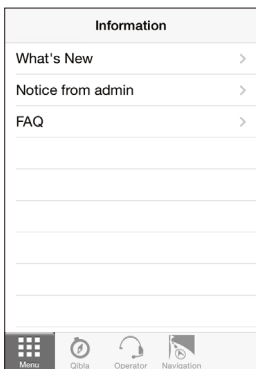 Information
What's New
Notice from admin
FAQ
Menu Qibla Operator Navigation